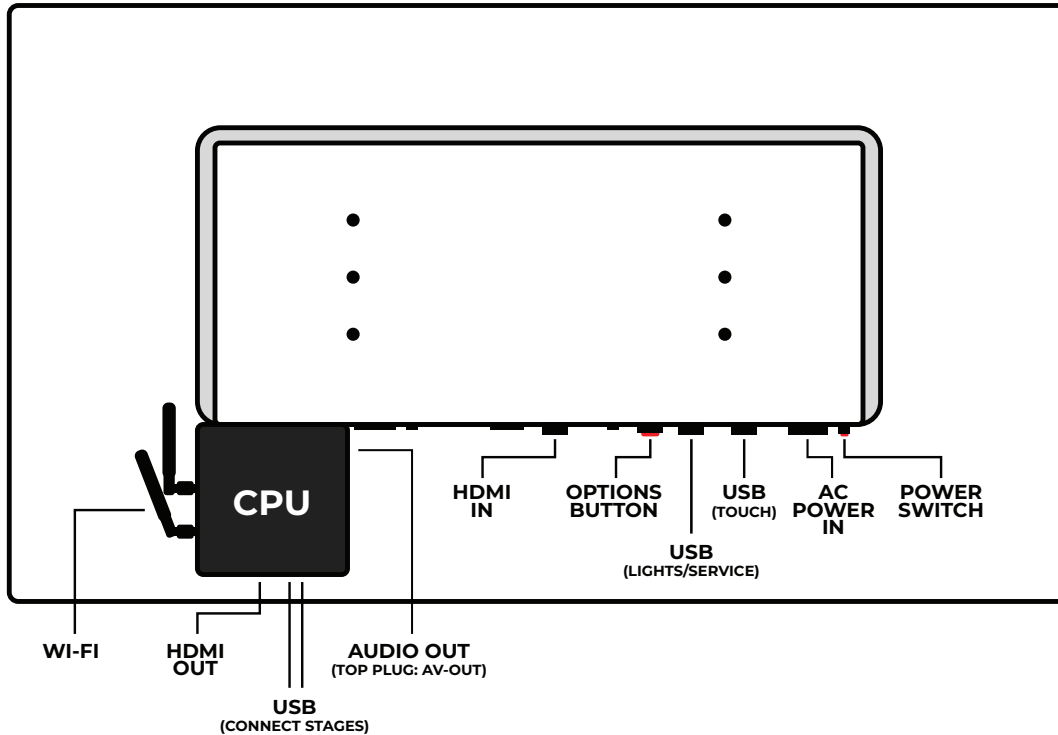 CPU
HDMI
IN
OPTIONS
BUTTON
USB
(TOUCH)
AC
POWER
IN
POWER
SWITCH
USB
(LIGHTS/SERVICE)
WI-FI
HDMI
OUT
AUDIO OUT
(TOP PLUG: AV-OUT)
USB
(CONNECT STAGES)